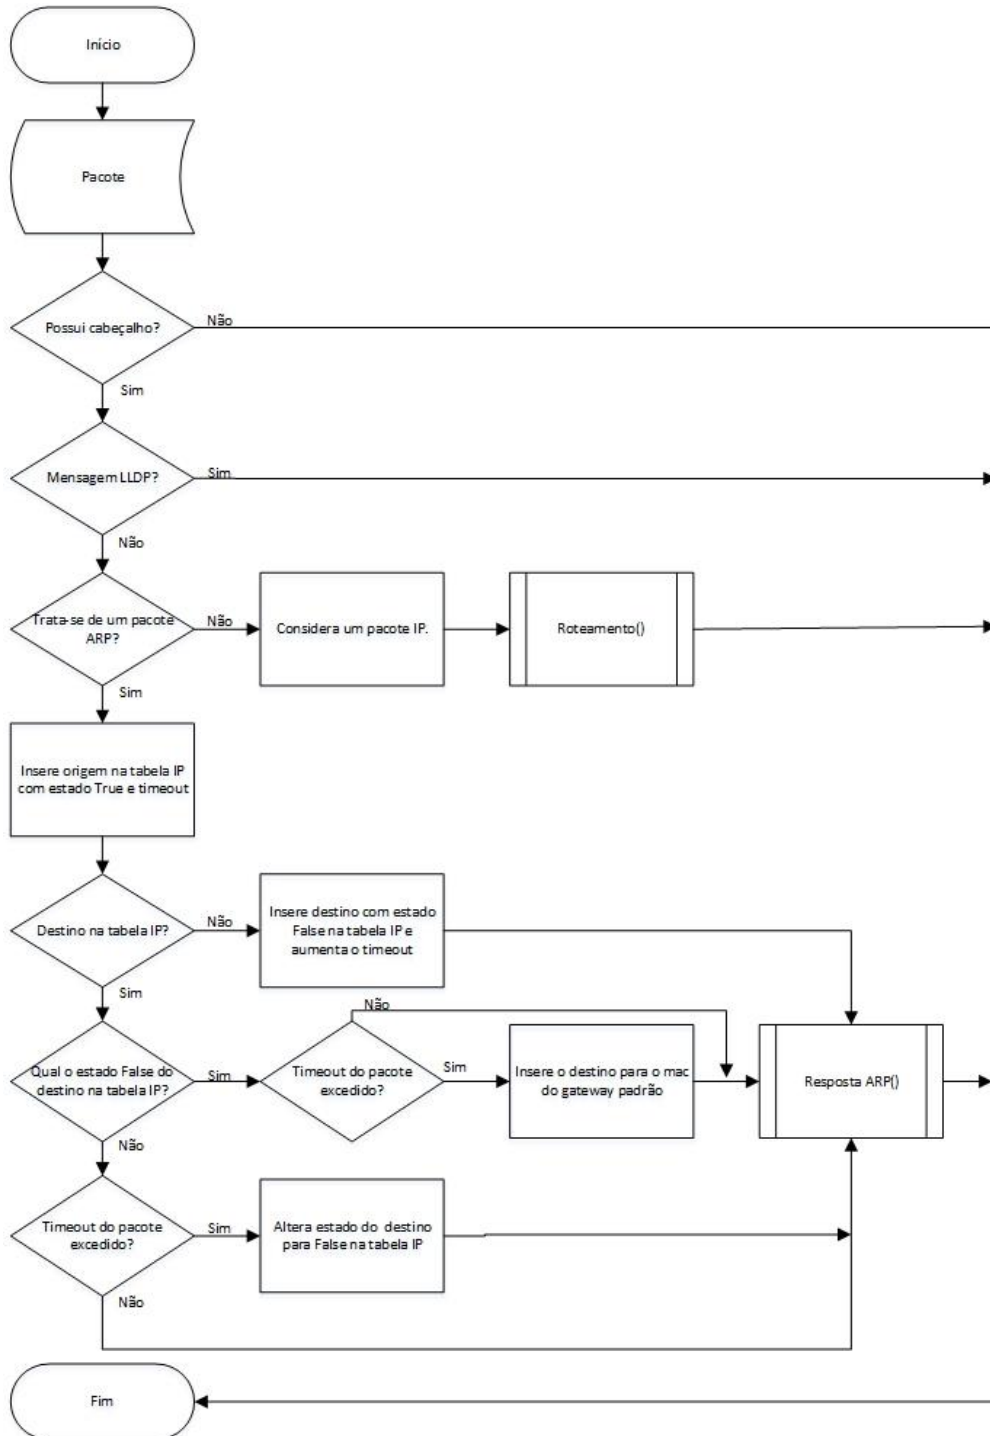 Início
Pacote
Possui cabeçalho?
Não
Sim
Mensagem LLDP?
Sim
Não
Trata-se de um pacote
ARP?
Não
Considera um pacote IP.
Roteamento()
Sim
Insere origem na tabela IP
com estado True e timeout
Destino na tabela IP?
Não
Insere destino com estado
False na tabela IP e
aumenta o timeout
Sim
Não
Qual o estado False do
destino na tabela IP?
Sim
Timeout do pacote
excedido?
Sim
Insere o destino para o mac
do gateway padrão
Resposta ARP()
Não
Timeout do pacote
excedido?
Sim
Altera estado do destino
para False na tabela IP
Não
Fim